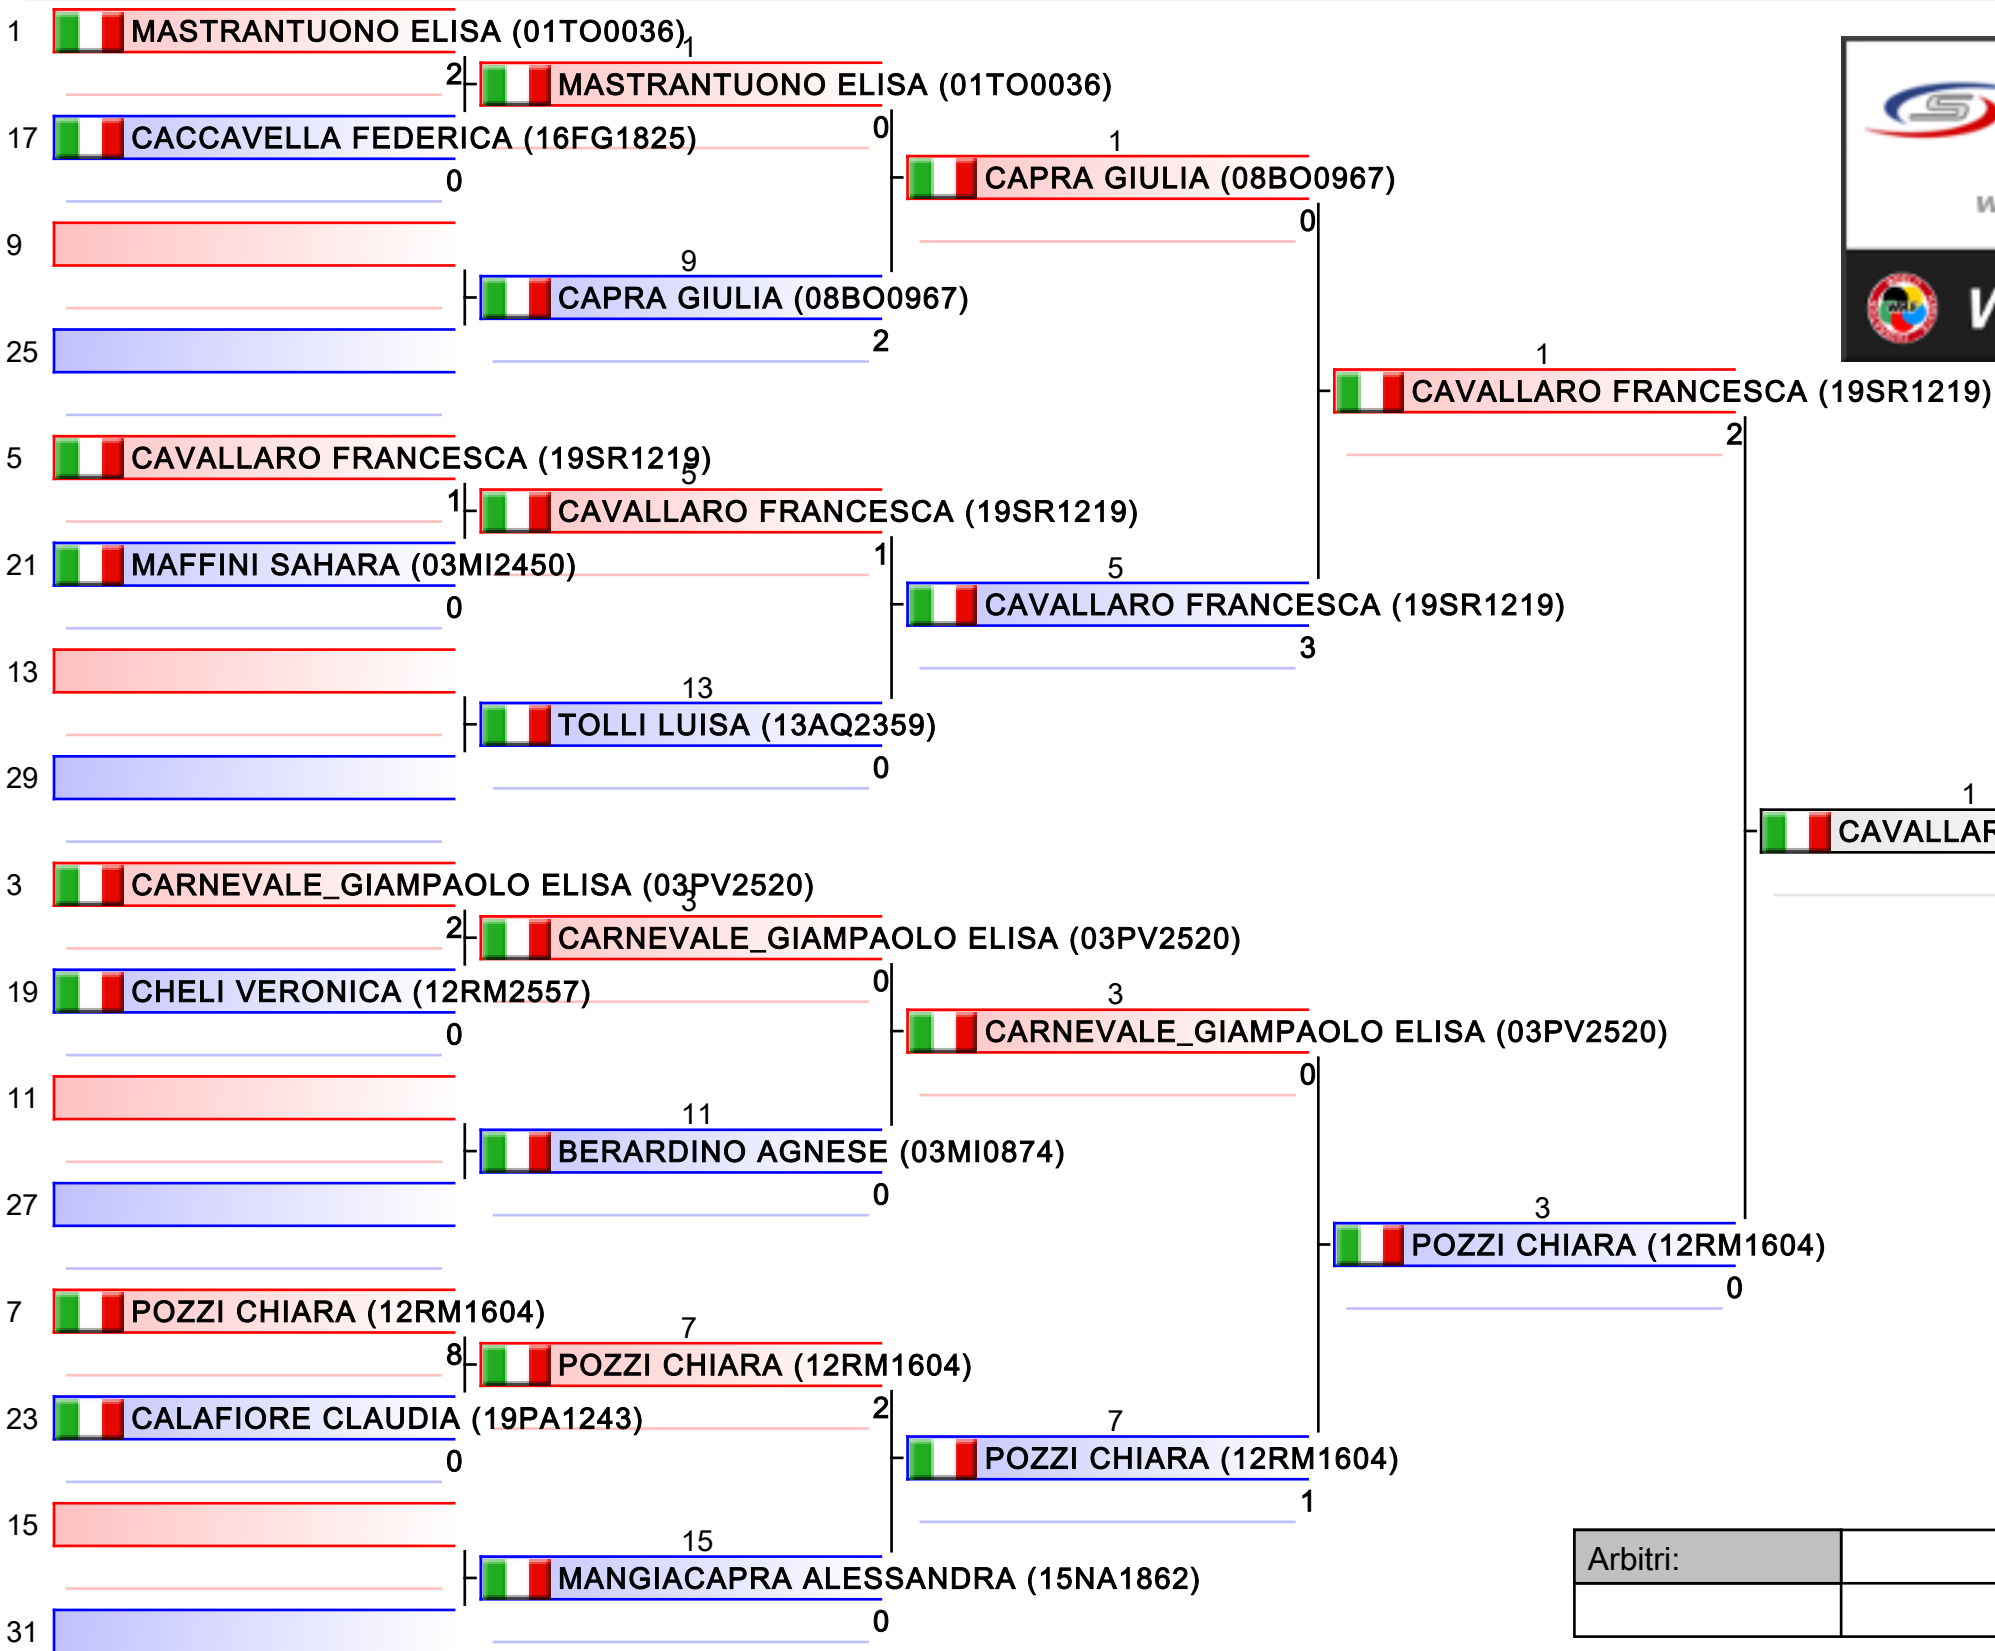 1 MASTRANTUONO ELISA (01TO0036)
2
17 CACCAVELLA FEDERICA (16FG1825)
0
9
25
5 CAVALLARO FRANCESCA (19SR1219)
1
21 MAFFINI SAHARA (03MI2450)
0
13
29
3 CARNEVALE_GIAMPAOLO ELISA (03PV2520)
2
19 CHELI VERONICA (12RM2557)
0
11
27
7 POZZI CHIARA (12RM1604)
8
23 CALAFIORE CLAUDIA (19PA1243)
0
15
31
1
MASTRANTUONO ELISA (01TO0036)
0
9
CAPRA GIULIA (08BO0967)
2
5
CAVALLARO FRANCESCA (19SR1219)
1
13
TOLLI LUISA (13AQ2359)
0
3
CARNEVALE_GIAMPAOLO ELISA (03PV2520)
0
11
BERARDINO AGNESE (03MI0874)
0
7
POZZI CHIARA (12RM1604)
2
15
MANGIACAPRA ALESSANDRA (15NA1862)
0
1
CAPRA GIULIA (08BO0967)
0
5
CAVALLARO FRANCESCA (19SR1219)
3
3
CARNEVALE_GIAMPAOLO ELISA (03PV2520)
0
7
POZZI CHIARA (12RM1604)
1
1
CAVALLARO FRANCESCA (19SR1219)
2
3
POZZI CHIARA (12RM1604)
0
1
CAVALLAR
Arbitri: